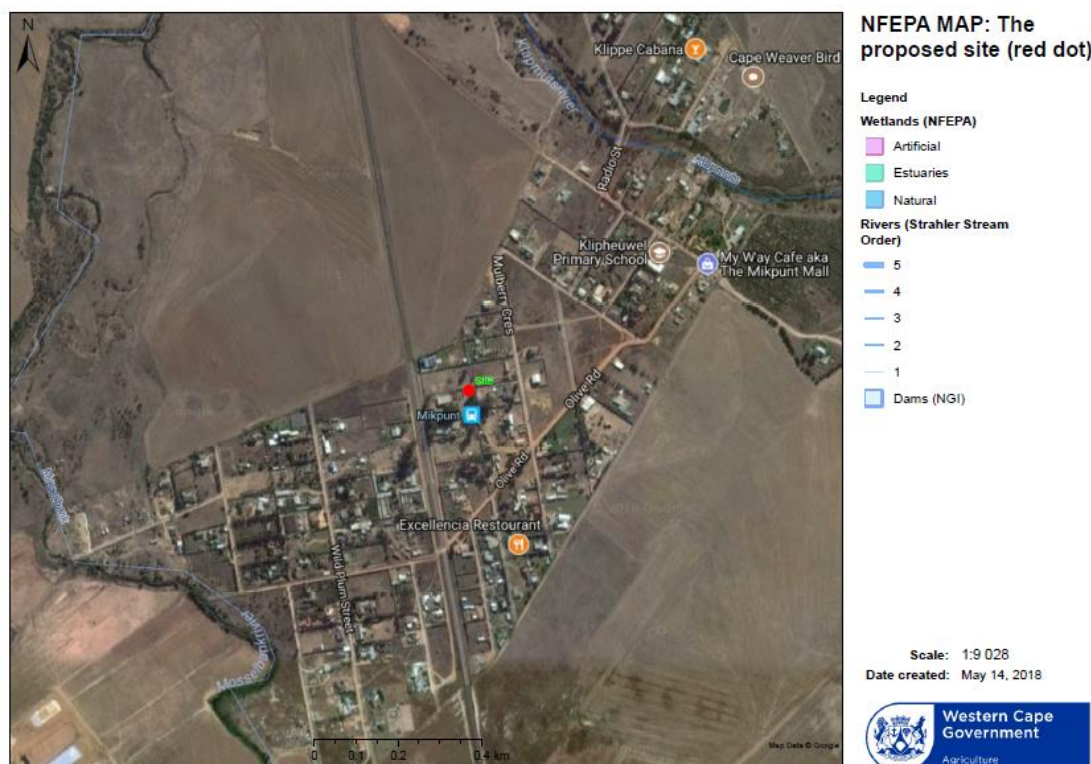 NFEPA MAP: The
proposed site (red dot)
Legend
Wetlands (NFEPA)
Artificial
Estuaries
Natural
Rivers (Strahler Stream
Order)
5
4
3
2
1
Dams (NGI)
Scale: 1:9 028
Date created: May 14, 2018
Western Cape
Government
Agriculture
N
Klippe Cabana
Cape Weaver Bird
Radio St
Klipheuwel
Primary School
My Way Cafe aka
The Mikpunt Mall
Mulberry Cres
Site
Mikpunt
Olive Rd
Olive Rd
Excellencia Restourant
Wild Plum Street
0 0.1 0.2 0.4 km
Map Data © Google